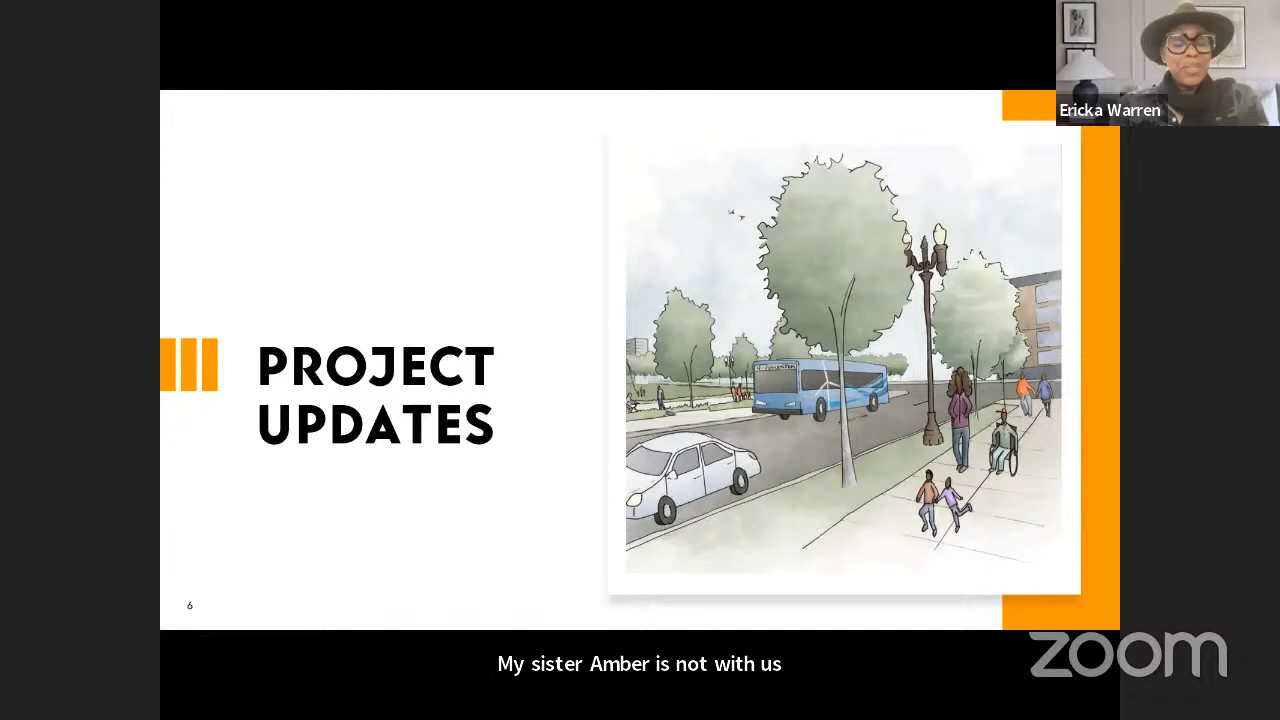 Ericka Warren
PROJECT
UPDATES
6
My sister Amber is not with us
zoom